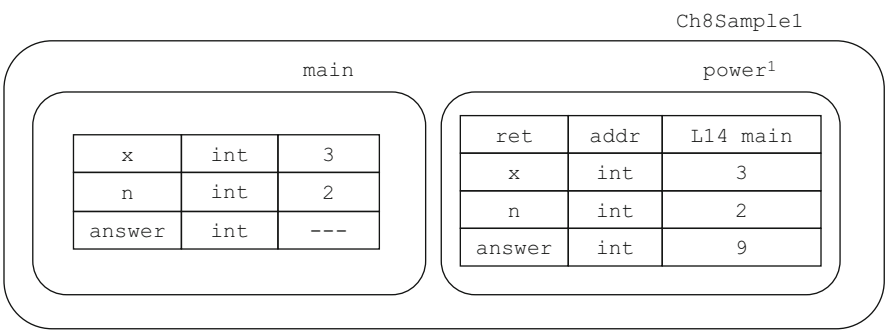 Ch8Sample1
main
x int 3
n int 2
answer int ---
power¹
ret addr L14 main
x int 3
n int 2
answer int 9